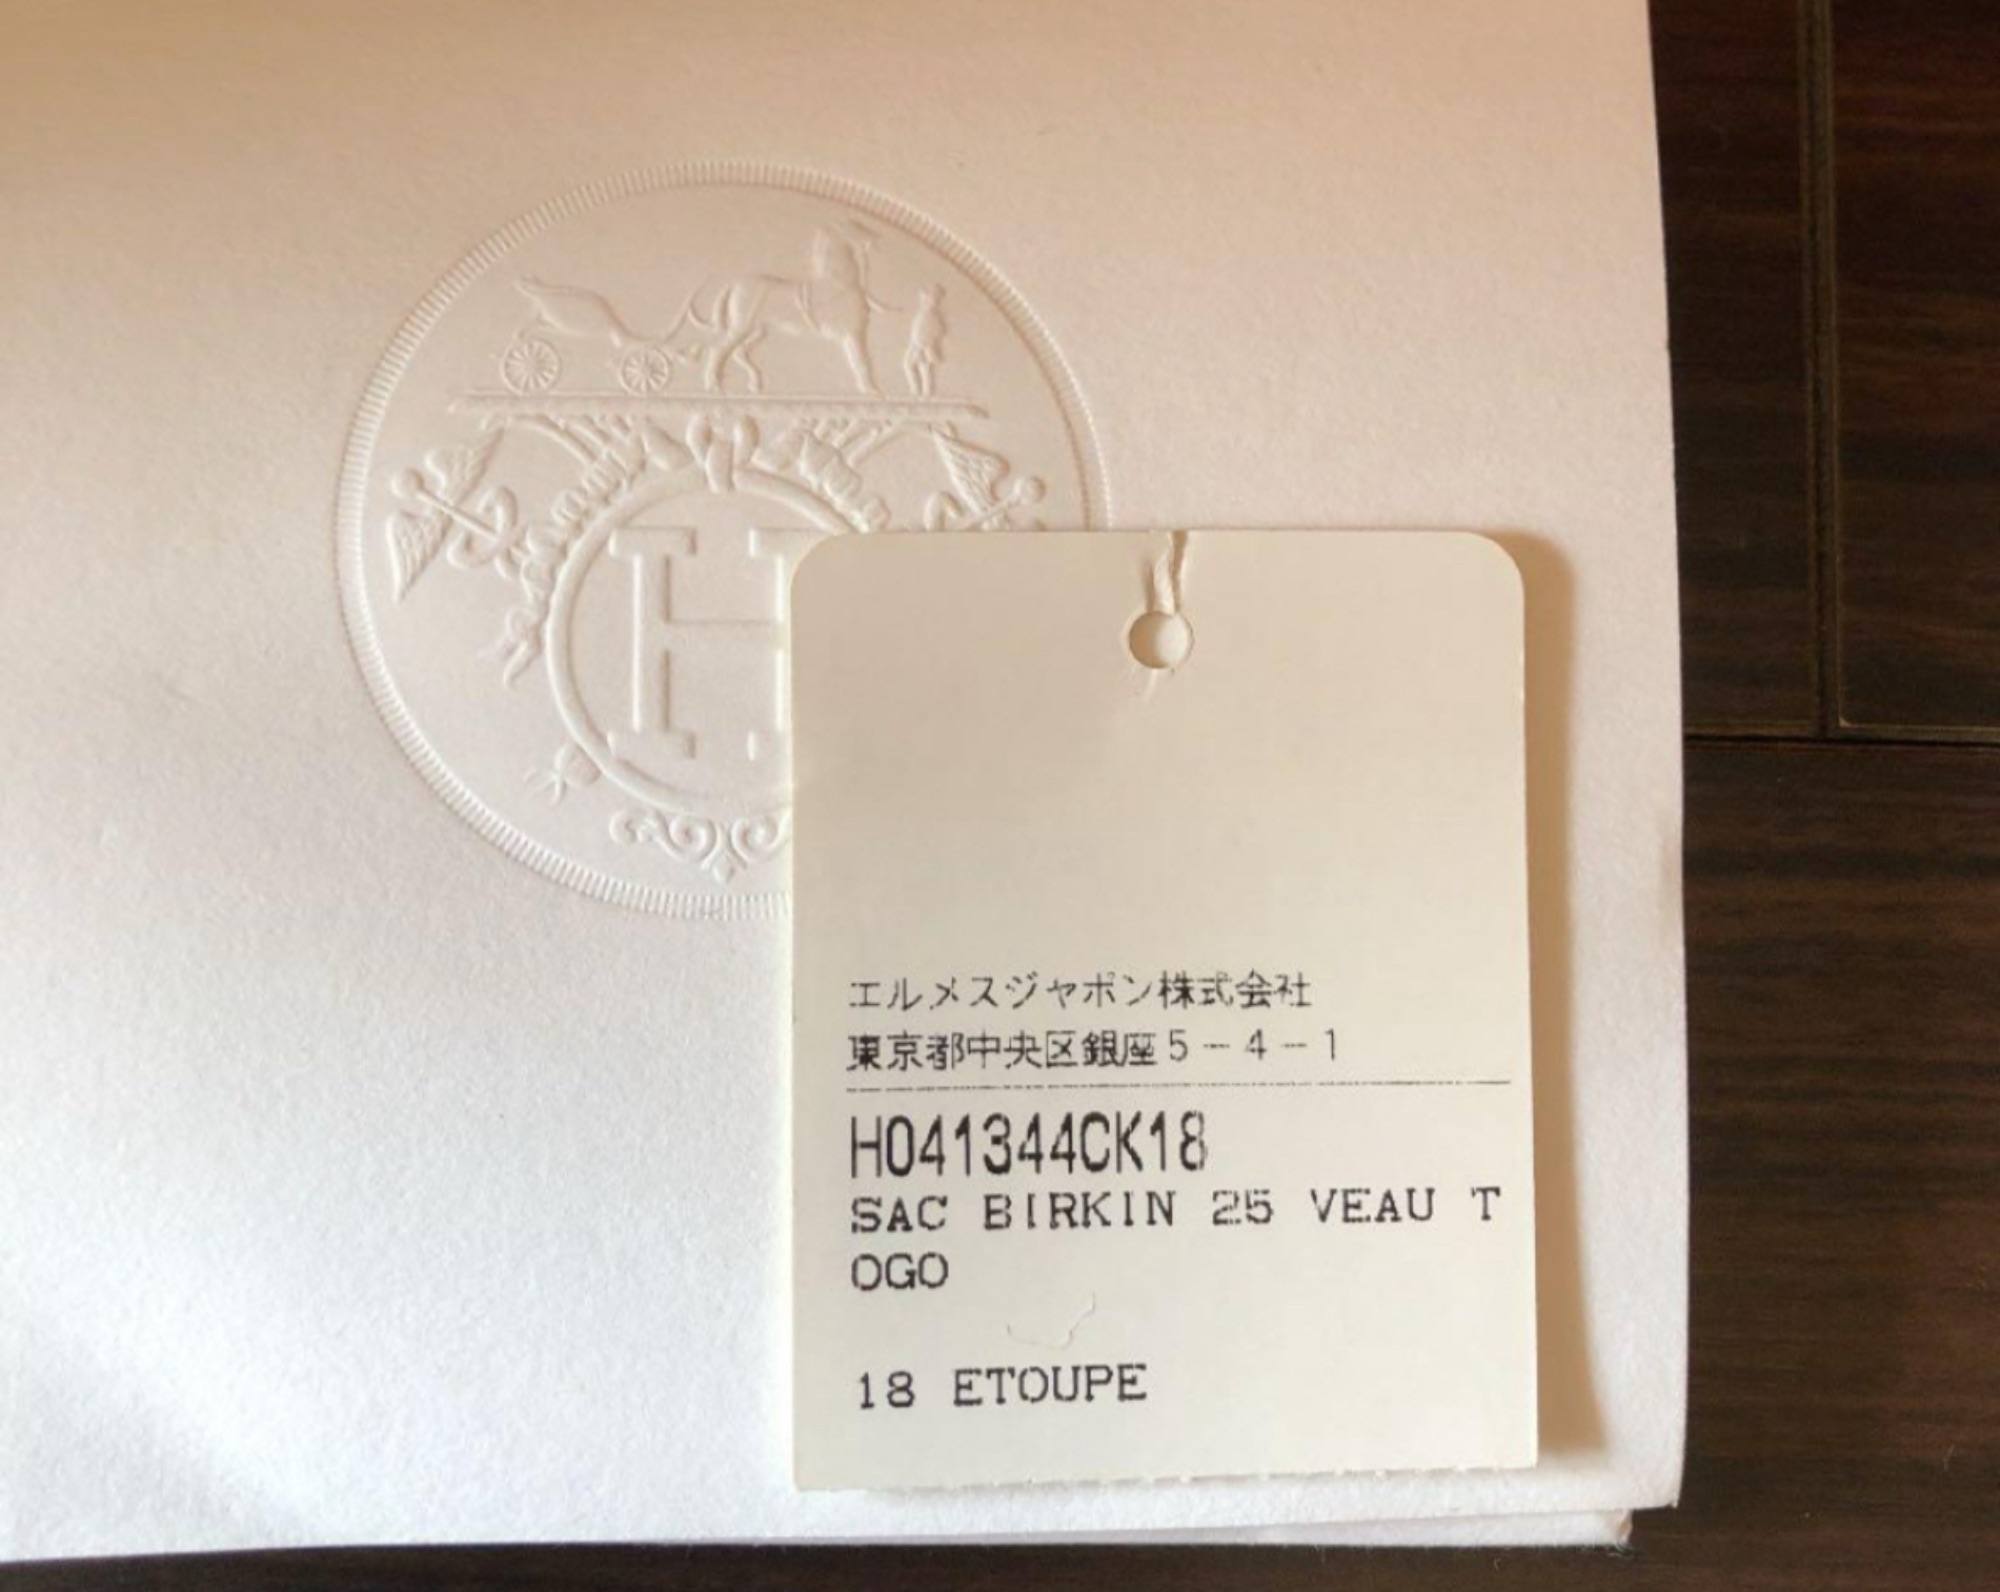 H
エルメスジャポン株式会社
東京都中央区銀座5-4-1
H041344CK18
SAC BIRKIN 25 VEAU T
OGO
18 ETOUPE